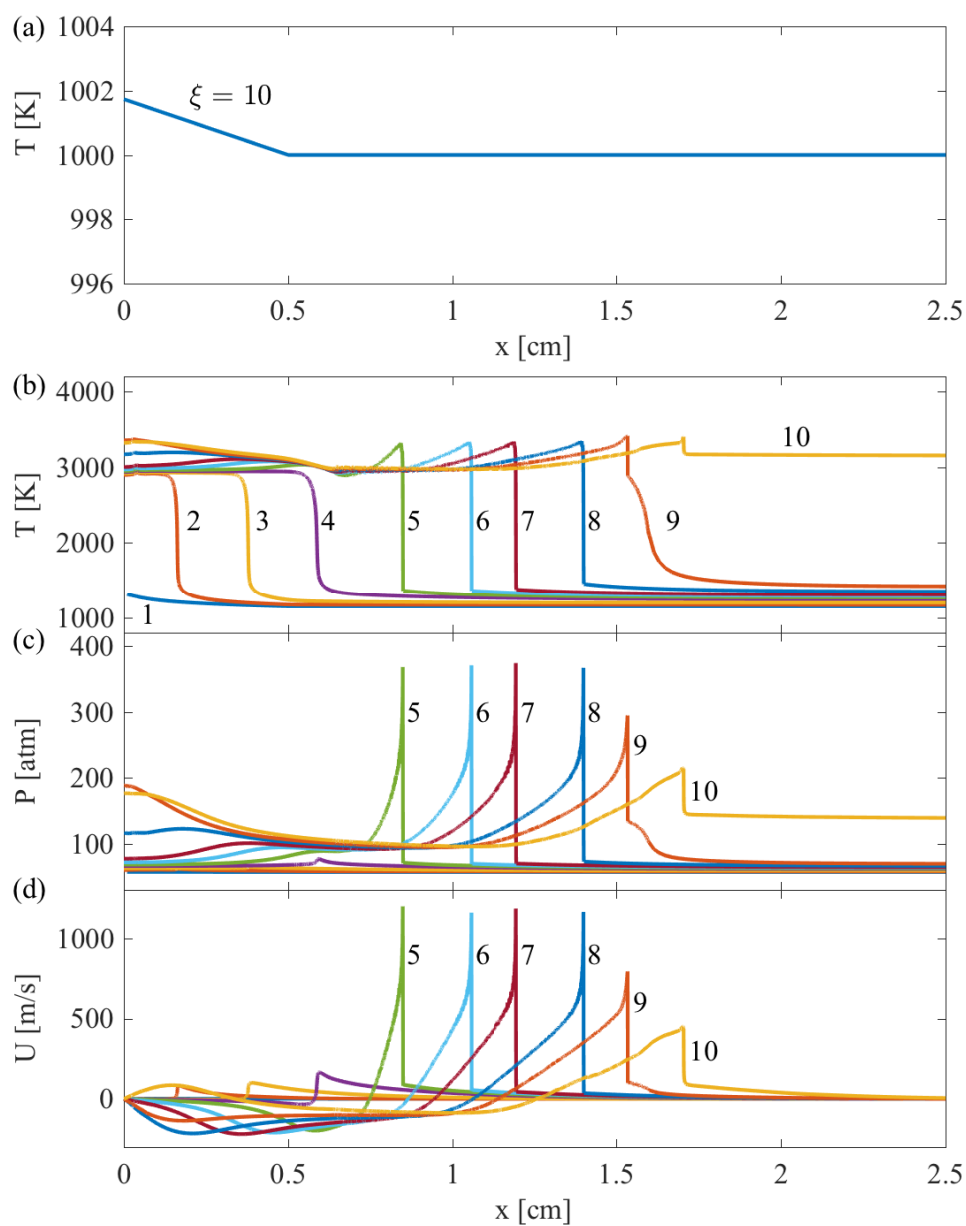 (a)
1004
1002
1000
998
996
T [K]
ξ = 10
0 0.5 1 1.5 2 2.5
x [cm]
(b)
4000
3000
2000
1000
T [K]
1 2 3 4 5 6 7 8 9 10
(c)
400
300
200
100
P [atm]
5 6 7 8 9 10
(d)
1000
500
0
U [m/s]
5 6 7 8 9 10
0 0.5 1 1.5 2 2.5
x [cm]